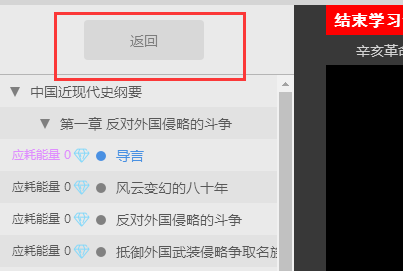 返回
结束学习
辛亥革命
▼ 中国近现代史纲要
▼ 第一章 反对外国侵略的斗争
应耗能量 0 💎 ● 导言
应耗能量 0 💎 ● 风云变幻的八十年
应耗能量 0 💎 ● 反对外国侵略的斗争
应耗能量 0 💎 ● 抵御外国武装侵略争取名族